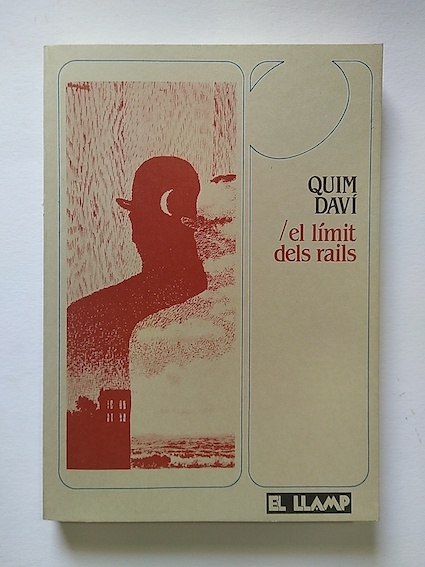 QUIM
DAVÍ
/el límit
dels rails
EL LLAMP